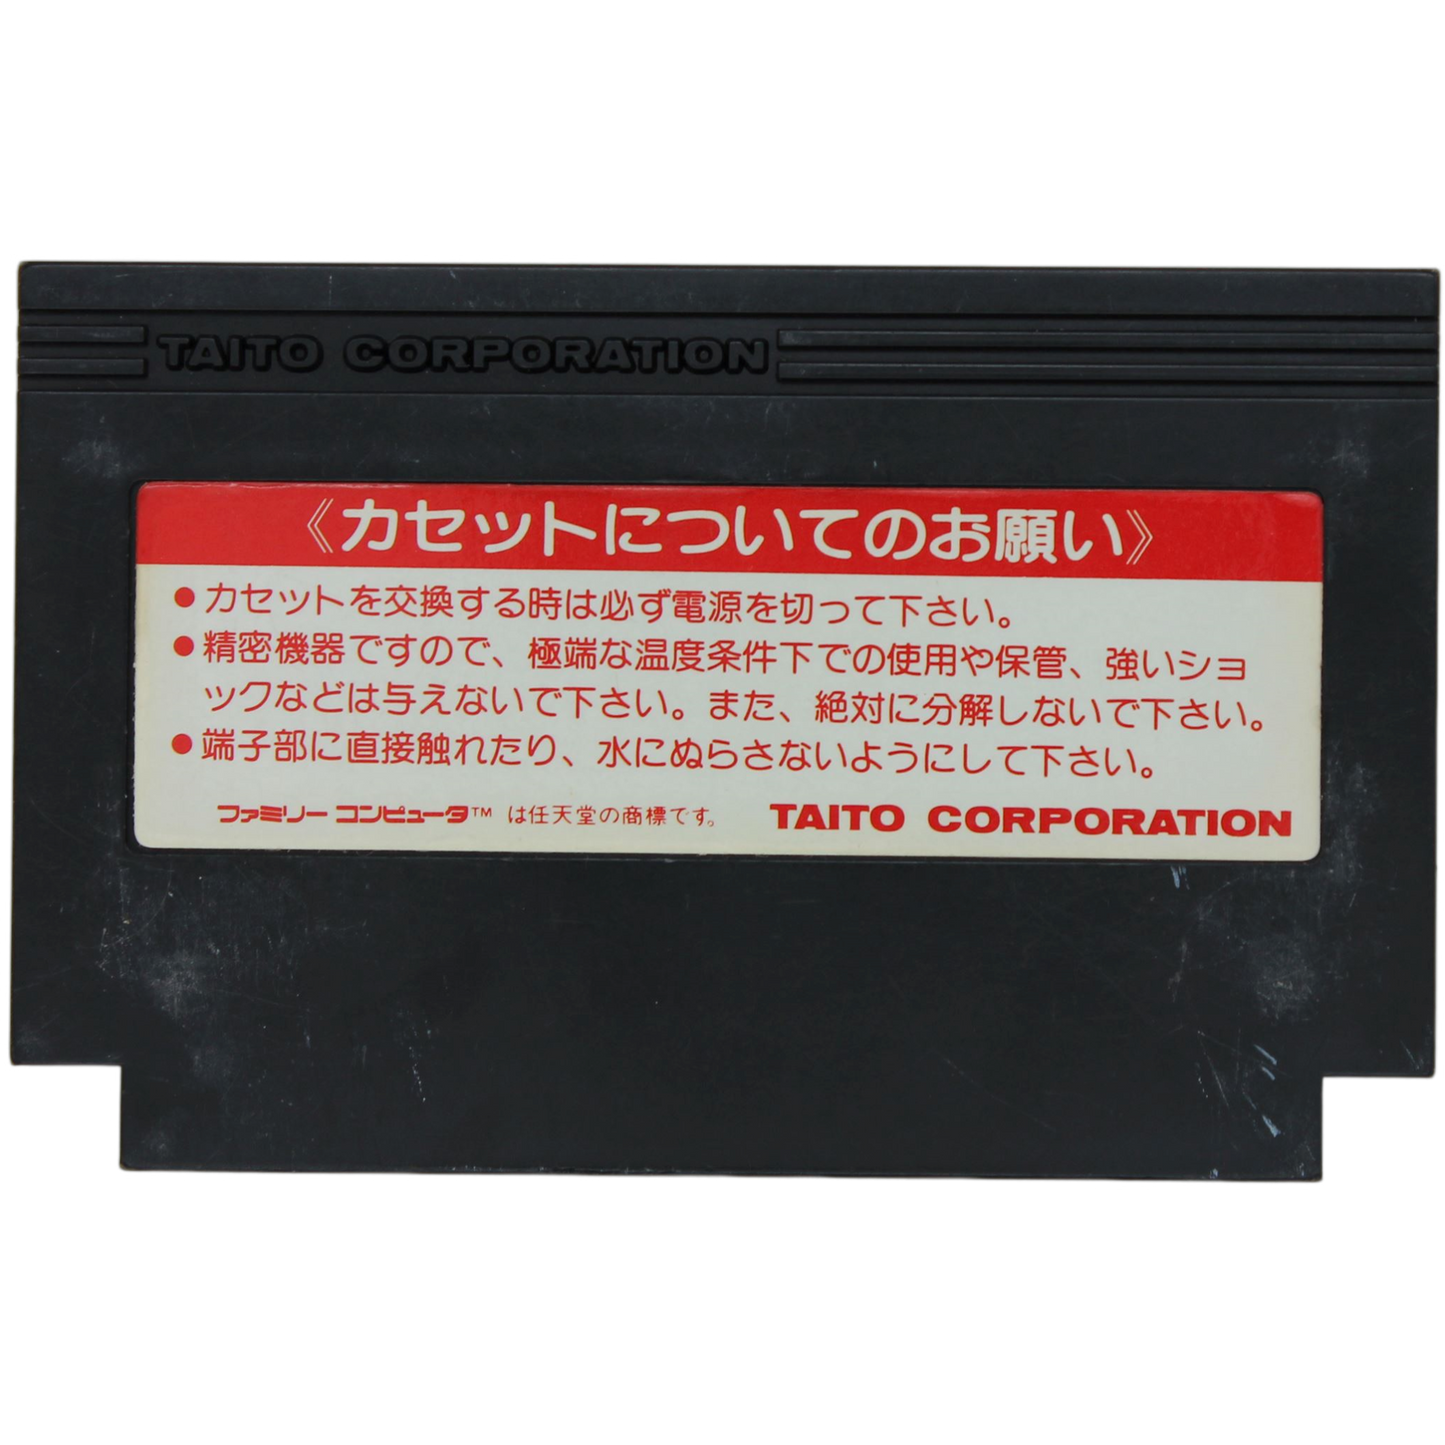 TAITO CORPORATION
《カセットについてのお願い》
●カセットを交換する時は必ず電源を切って下さい。
●精密機器ですので、極端な温度条件下での使用や保管、強いショ
ックなどは与えないで下さい。また、絶対に分解しないで下さい。
●端子部に直接触れたり、水にぬらさないようにして下さい。
ファミリー コンピュータ™ は任天堂の商標です。 TAITO CORPORATION